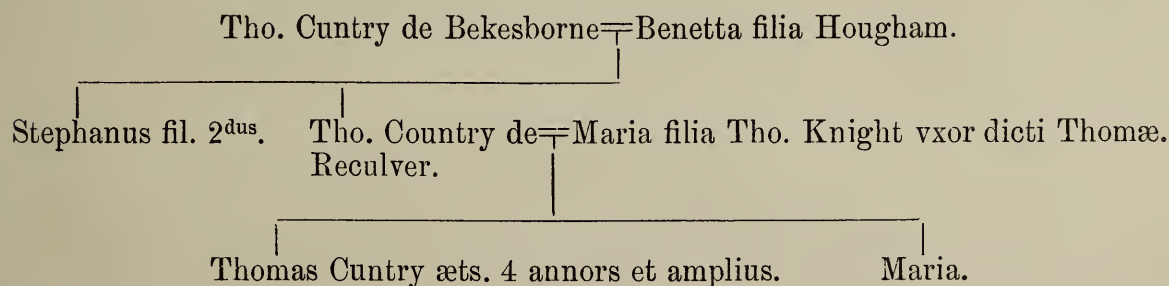 Tho. Cuntry de Bekesborne=Benetta filia Hougham.
Stephanus fil. 2dus. Tho. Country de=Maria filia Tho. Knight vxor dicti Thomæ.
Reculver.
Thomas Cuntry æts. 4 annors et amplius. Maria.